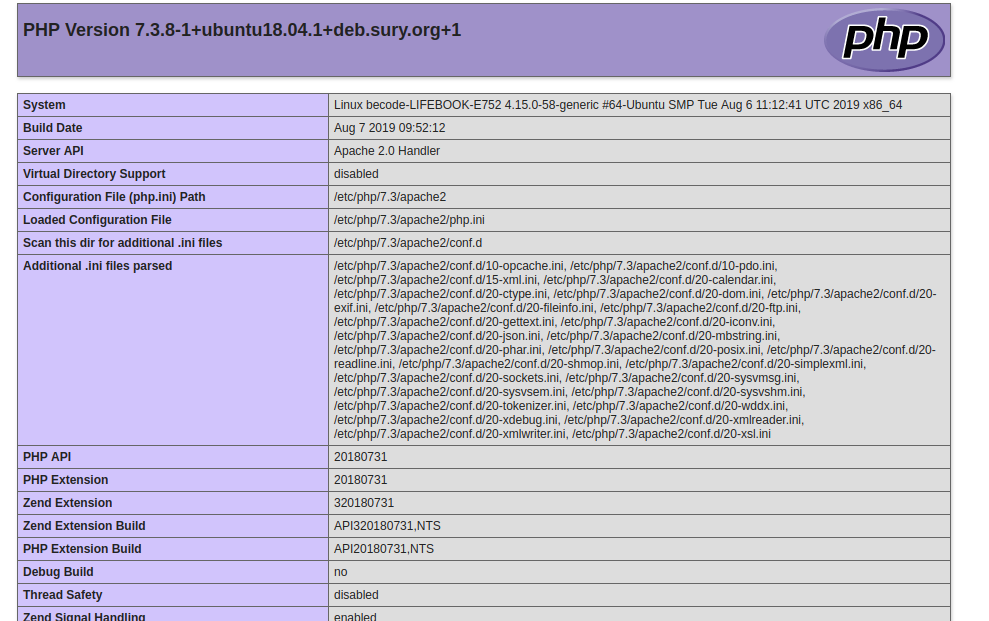 PHP Version 7.3.8-1+ubuntu18.04.1+deb.sury.org+1
php
System Linux becode-LIFEBOOK-E752 4.15.0-58-generic #64-Ubuntu SMP Tue Aug 6 11:12:41 UTC 2019 x86_64
Build Date Aug 7 2019 09:52:12
Server API Apache 2.0 Handler
Virtual Directory Support disabled
Configuration File (php.ini) Path /etc/php/7.3/apache2
Loaded Configuration File /etc/php/7.3/apache2/php.ini
Scan this dir for additional .ini files /etc/php/7.3/apache2/conf.d
Additional .ini files parsed /etc/php/7.3/apache2/conf.d/10-opcache.ini, /etc/php/7.3/apache2/conf.d/10-pdo.ini,
/etc/php/7.3/apache2/conf.d/15-xml.ini, /etc/php/7.3/apache2/conf.d/20-calendar.ini,
/etc/php/7.3/apache2/conf.d/20-ctype.ini, /etc/php/7.3/apache2/conf.d/20-dom.ini, /etc/php/7.3/apache2/conf.d/20-
exif.ini, /etc/php/7.3/apache2/conf.d/20-fileinfo.ini, /etc/php/7.3/apache2/conf.d/20-ftp.ini,
/etc/php/7.3/apache2/conf.d/20-gettext.ini, /etc/php/7.3/apache2/conf.d/20-iconv.ini,
/etc/php/7.3/apache2/conf.d/20-json.ini, /etc/php/7.3/apache2/conf.d/20-mbstring.ini,
/etc/php/7.3/apache2/conf.d/20-phar.ini, /etc/php/7.3/apache2/conf.d/20-posix.ini, /etc/php/7.3/apache2/conf.d/20-
readline.ini, /etc/php/7.3/apache2/conf.d/20-shmop.ini, /etc/php/7.3/apache2/conf.d/20-simplexml.ini,
/etc/php/7.3/apache2/conf.d/20-sockets.ini, /etc/php/7.3/apache2/conf.d/20-sysvmsg.ini,
/etc/php/7.3/apache2/conf.d/20-sysvsem.ini, /etc/php/7.3/apache2/conf.d/20-sysvshm.ini,
/etc/php/7.3/apache2/conf.d/20-tokenizer.ini, /etc/php/7.3/apache2/conf.d/20-wddx.ini,
/etc/php/7.3/apache2/conf.d/20-xdebug.ini, /etc/php/7.3/apache2/conf.d/20-xmlreader.ini,
/etc/php/7.3/apache2/conf.d/20-xmlwriter.ini, /etc/php/7.3/apache2/conf.d/20-xsl.ini
PHP API 20180731
PHP Extension 20180731
Zend Extension 320180731
Zend Extension Build API320180731,NTS
PHP Extension Build API20180731,NTS
Debug Build no
Thread Safety disabled
Zend Signal Handling enabled